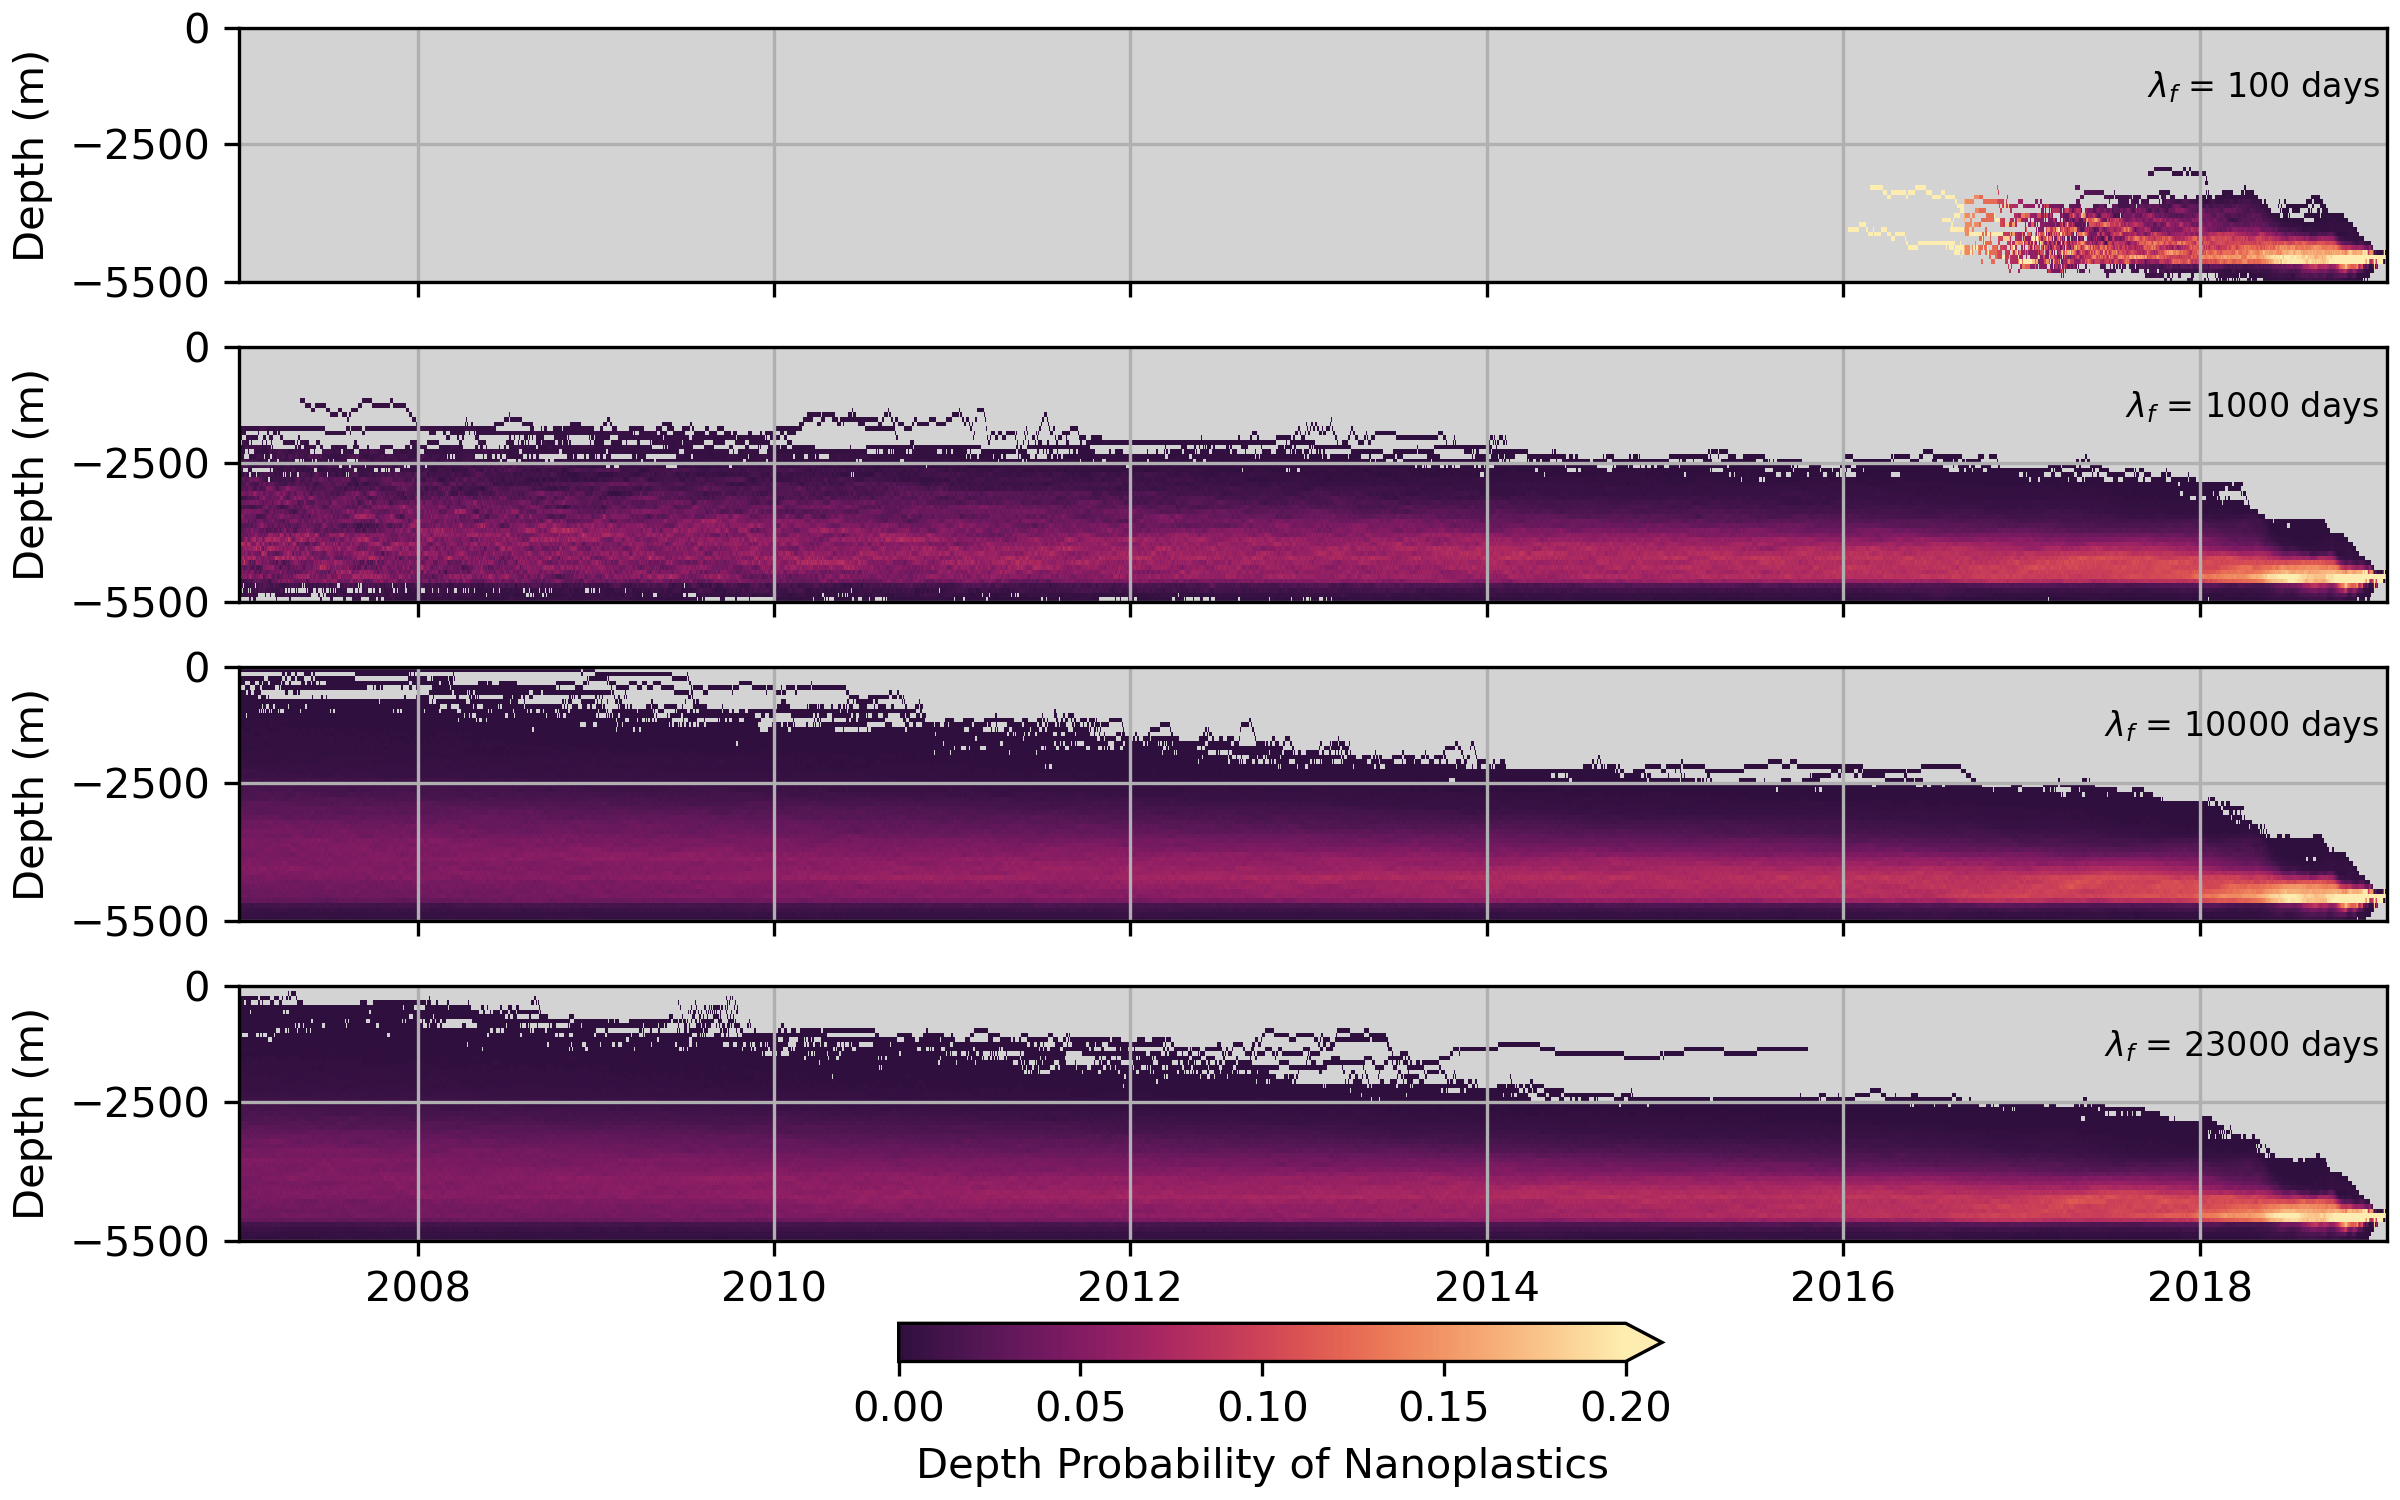 0
Depth (m)
−2500
−5500
λf = 100 days
0
Depth (m)
−2500
−5500
λf = 1000 days
0
Depth (m)
−2500
−5500
λf = 10000 days
0
Depth (m)
−2500
−5500
λf = 23000 days
2008 2010 2012 2014 2016 2018
0.00 0.05 0.10 0.15 0.20
Depth Probability of Nanoplastics